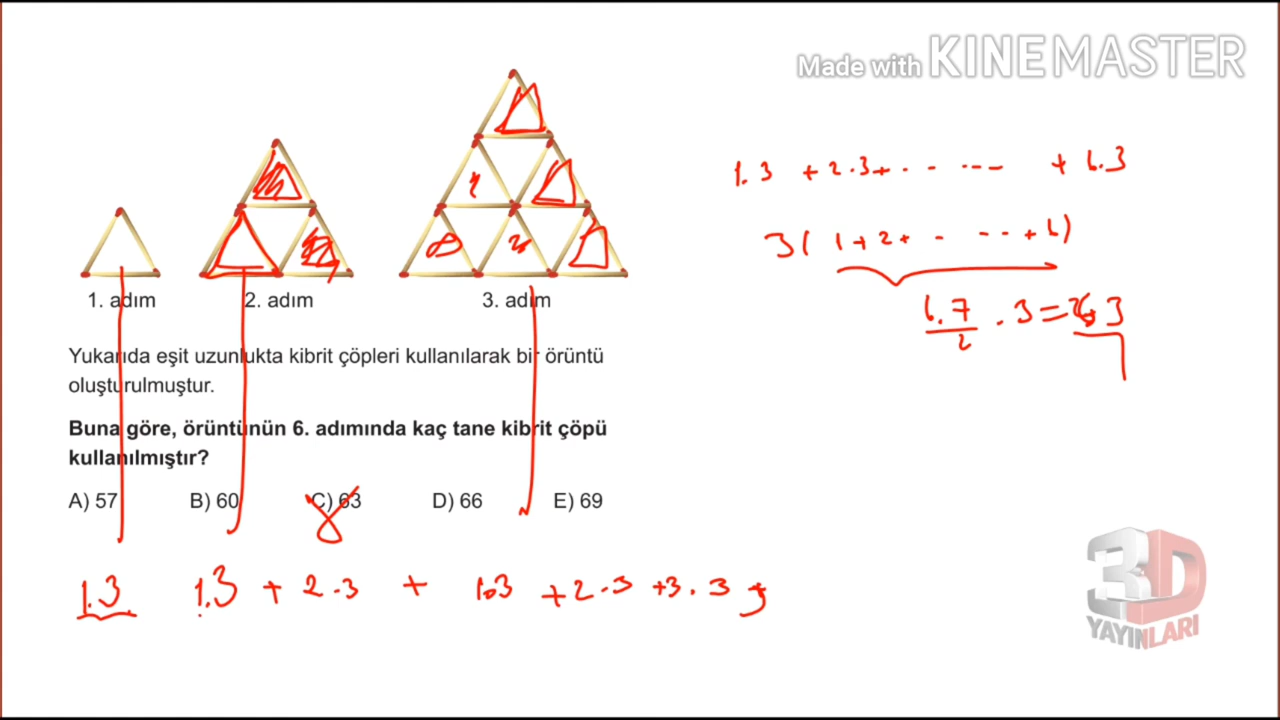 Made with KINEMASTER
1. adım 2. adım 3. adım
Yukarıda eşit uzunlukta kibrit çöpleri kullanılarak bir örüntü
oluşturulmuştur.
Buna göre, örüntünün 6. adımında kaç tane kibrit çöpü
kullanılmıştır?
A) 57 B) 60 C) 63 D) 66 E) 69
1.3 1.3 + 2.3 + 1.3 + 2.3 + 3.3
1.3 + 2.3 + . . . . . + 6.3
3( 1 + 2 + . . . + 6)
6.7
2
. 3 =
3D
YAYINLARI